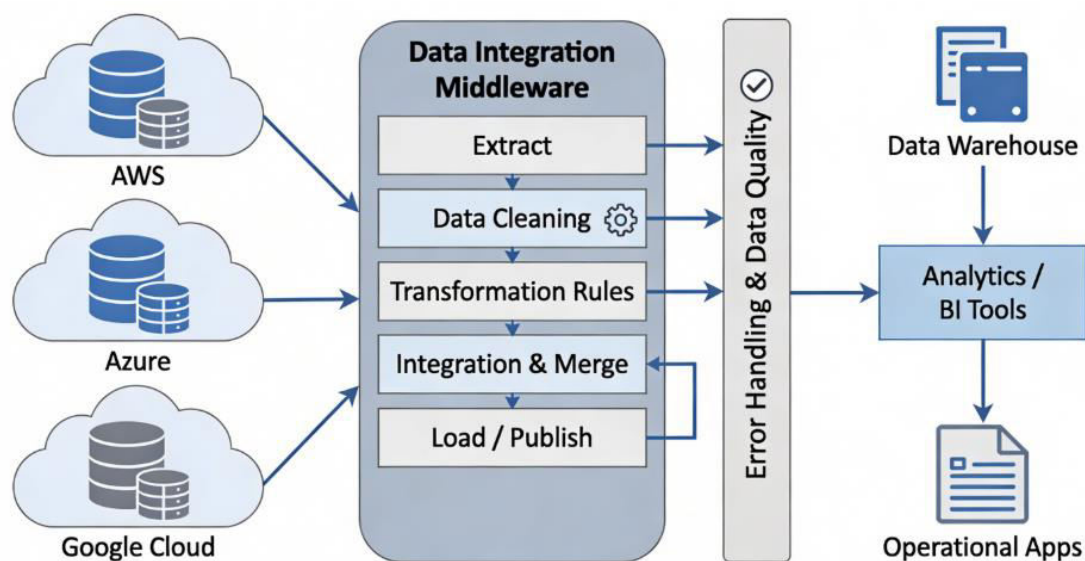 AWS
Azure
Google Cloud
Data Integration
Middleware
Extract
Data Cleaning
Transformation Rules
Integration & Merge
Load / Publish
Error Handling & Data Quality
Data Warehouse
Analytics /
BI Tools
Operational Apps